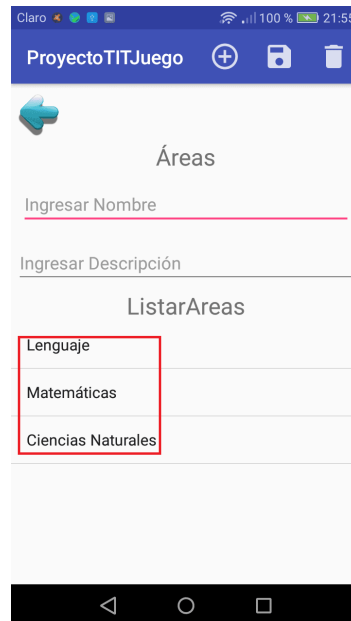 Claro 100 % 21:55
ProyectoTITJuego
Áreas
Ingresar Nombre
Ingresar Descripción
ListarAreas
Lenguaje
Matemáticas
Ciencias Naturales